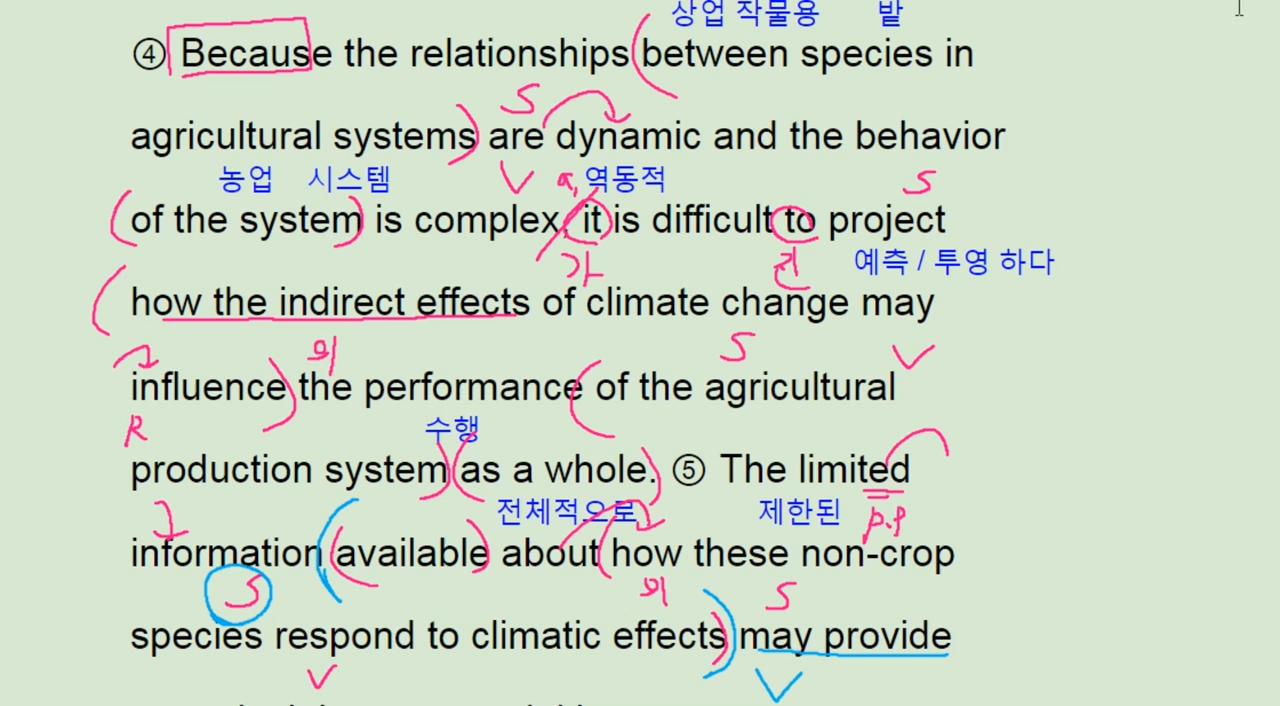 상업 작물용 밭
④ Because the relationships (between species in
S
agricultural systems) are dynamic and the behavior
농업 시스템 V a, 역동적 S
(of the system) is complex, it is difficult to project
가 진 예측 / 투영 하다
(how the indirect effects of climate change may
의 S V
influence) the performance (of the agricultural
R 수행
production system) (as a whole.) ⑤ The limited
전체적으로 제한된 p.p
information (available) about (how these non-crop
S 의 S
species respond to climatic effects) may provide
V V